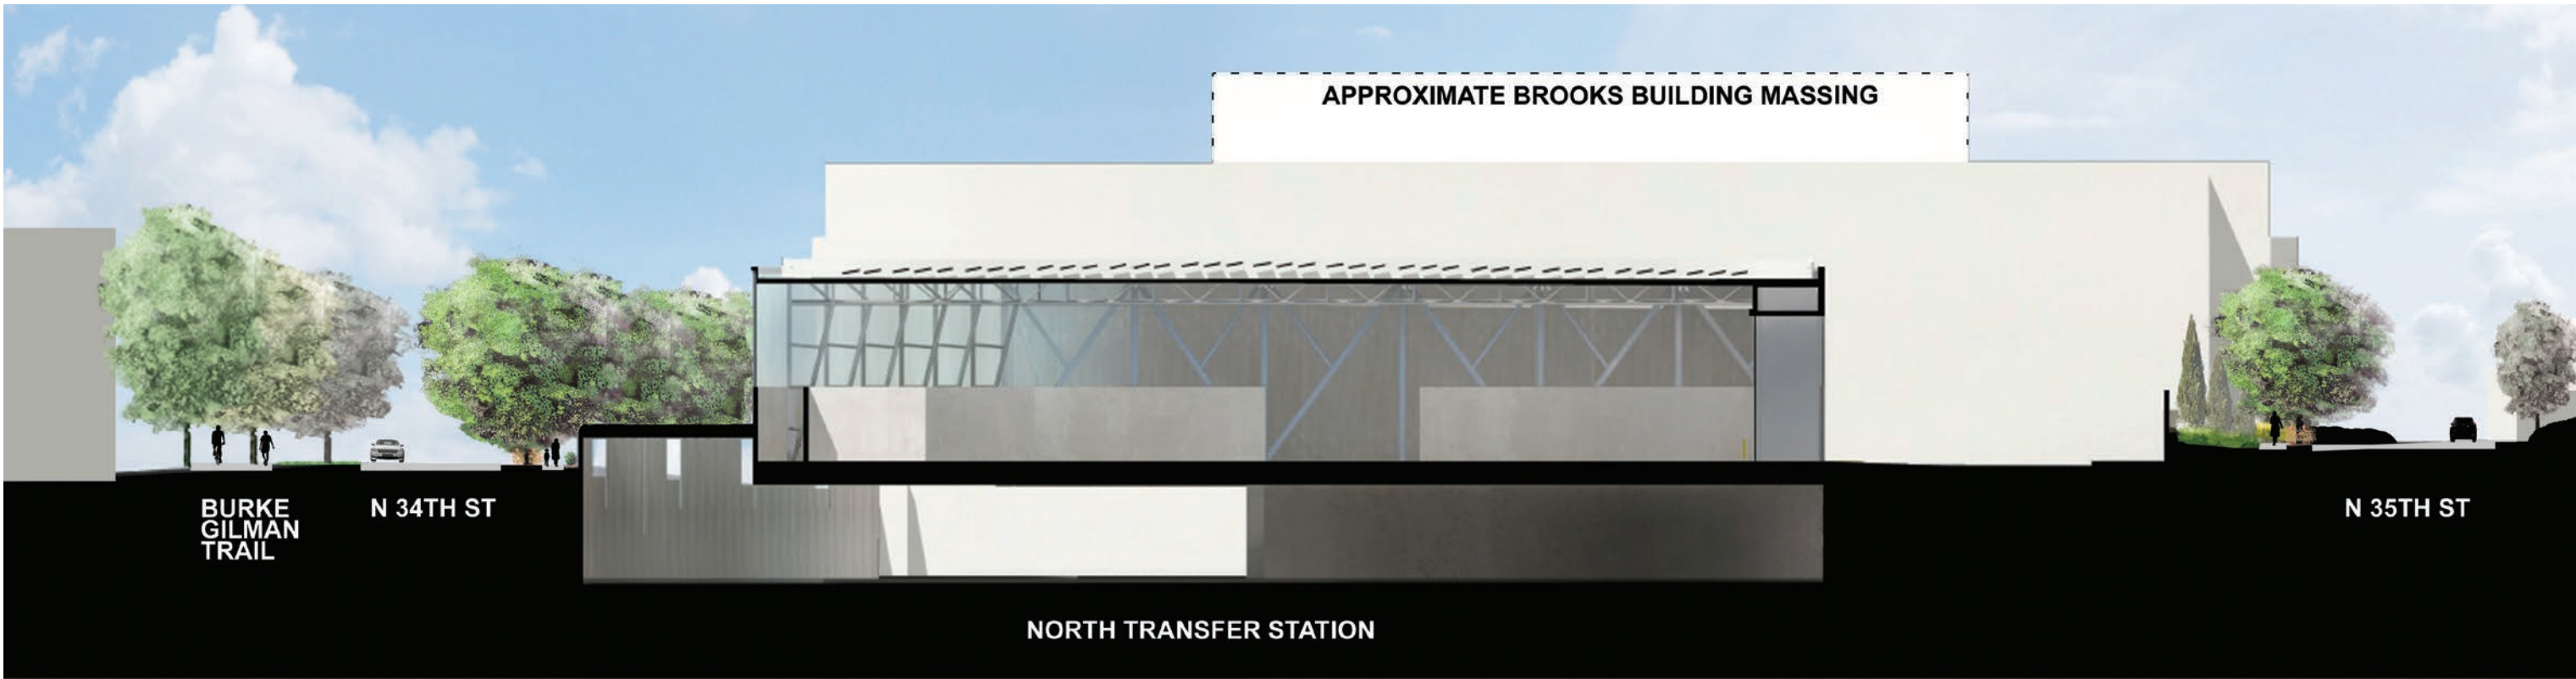 APPROXIMATE BROOKS BUILDING MASSING
BURKE
GILMAN
TRAIL
N 34TH ST
N 35TH ST
NORTH TRANSFER STATION